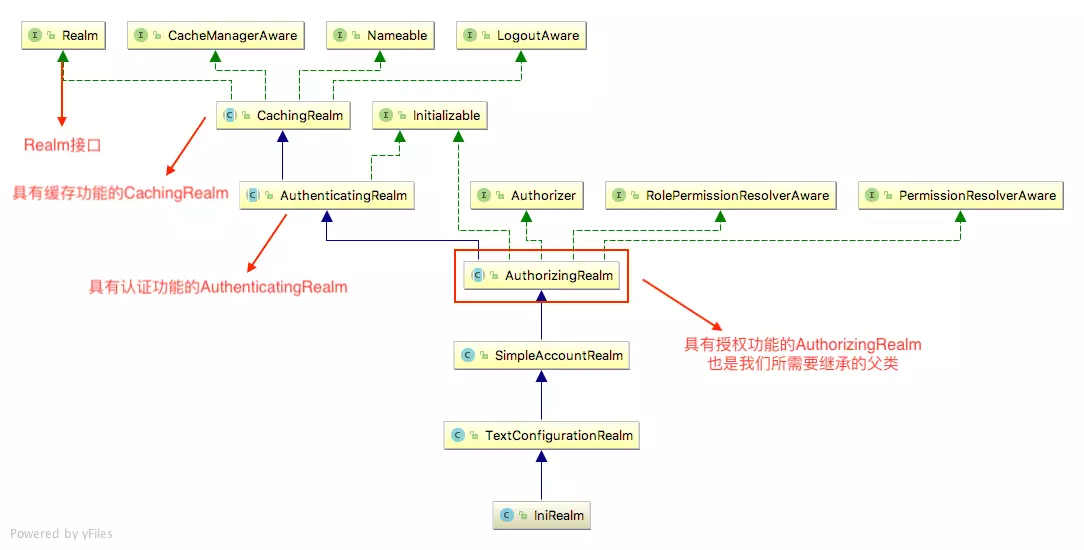 Realm
CacheManagerAware
Nameable
LogoutAware
CachingRealm
Initializable
Realm接口
具有缓存功能的CachingRealm
AuthenticatingRealm
Authorizer
RolePermissionResolverAware
PermissionResolverAware
AuthorizingRealm
具有认证功能的AuthenticatingRealm
具有授权功能的AuthorizingRealm
也是我们所需要继承的父类
SimpleAccountRealm
TextConfigurationRealm
IniRealm
Powered by yFiles